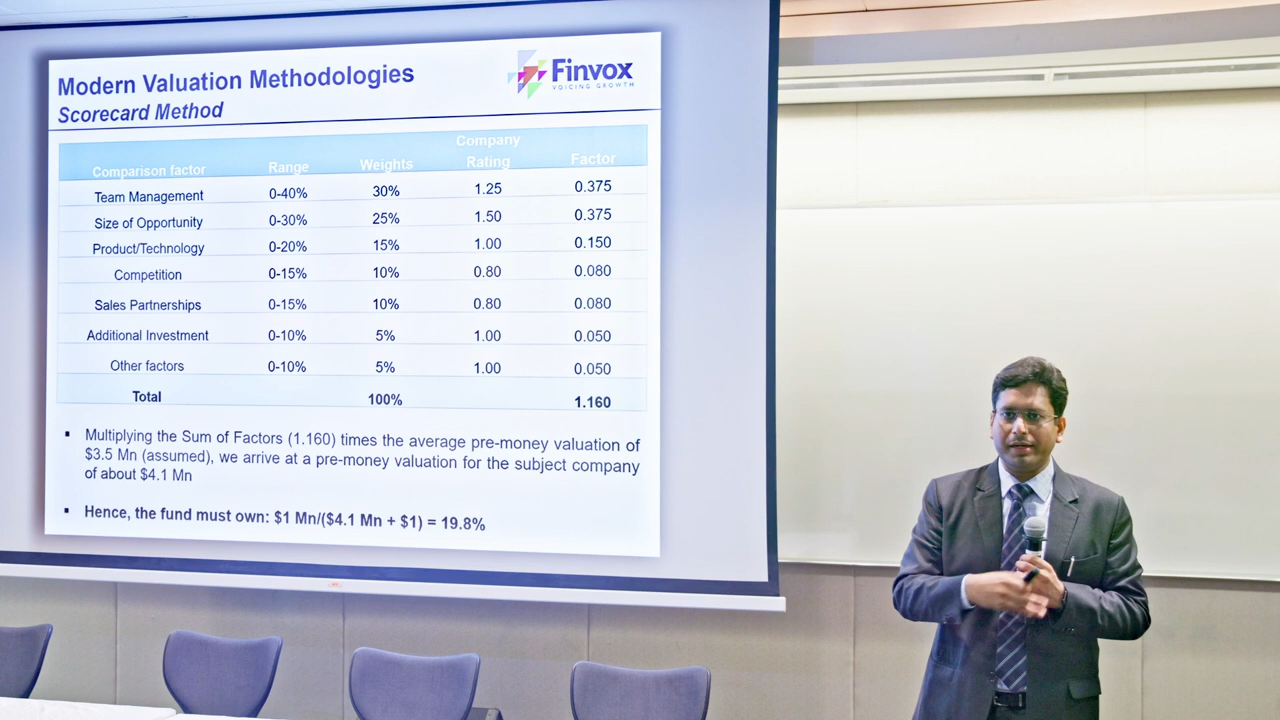 Modern Valuation Methodologies
Scorecard Method
Finvox
VOICING GROWTH
Comparison factor Range Weights Company Rating Factor
Team Management 0-40% 30% 1.25 0.375
Size of Opportunity 0-30% 25% 1.50 0.375
Product/Technology 0-20% 15% 1.00 0.150
Competition 0-15% 10% 0.80 0.080
Sales Partnerships 0-15% 10% 0.80 0.080
Additional Investment 0-10% 5% 1.00 0.050
Other factors 0-10% 5% 1.00 0.050
Total 100% 1.160
▪ Multiplying the Sum of Factors (1.160) times the average pre-money valuation of
$3.5 Mn (assumed), we arrive at a pre-money valuation for the subject company
of about $4.1 Mn
▪ Hence, the fund must own: $1 Mn/($4.1 Mn + $1) = 19.8%